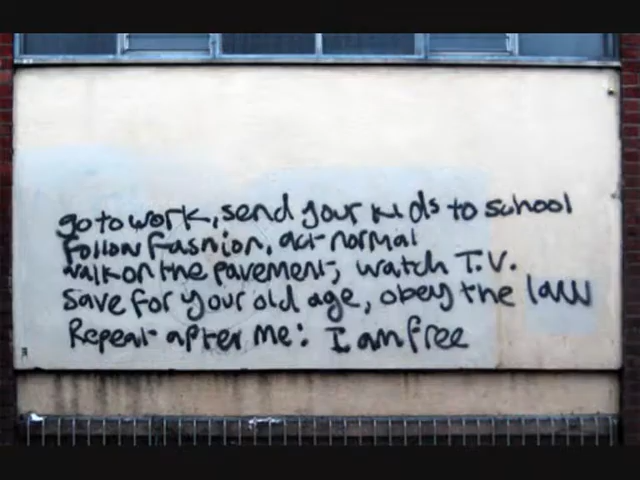 go to work, send your kids to school
follow fashion, act normal
walk on the pavement, watch T.V.
save for your old age, obey the law
Repeat after me: I am free